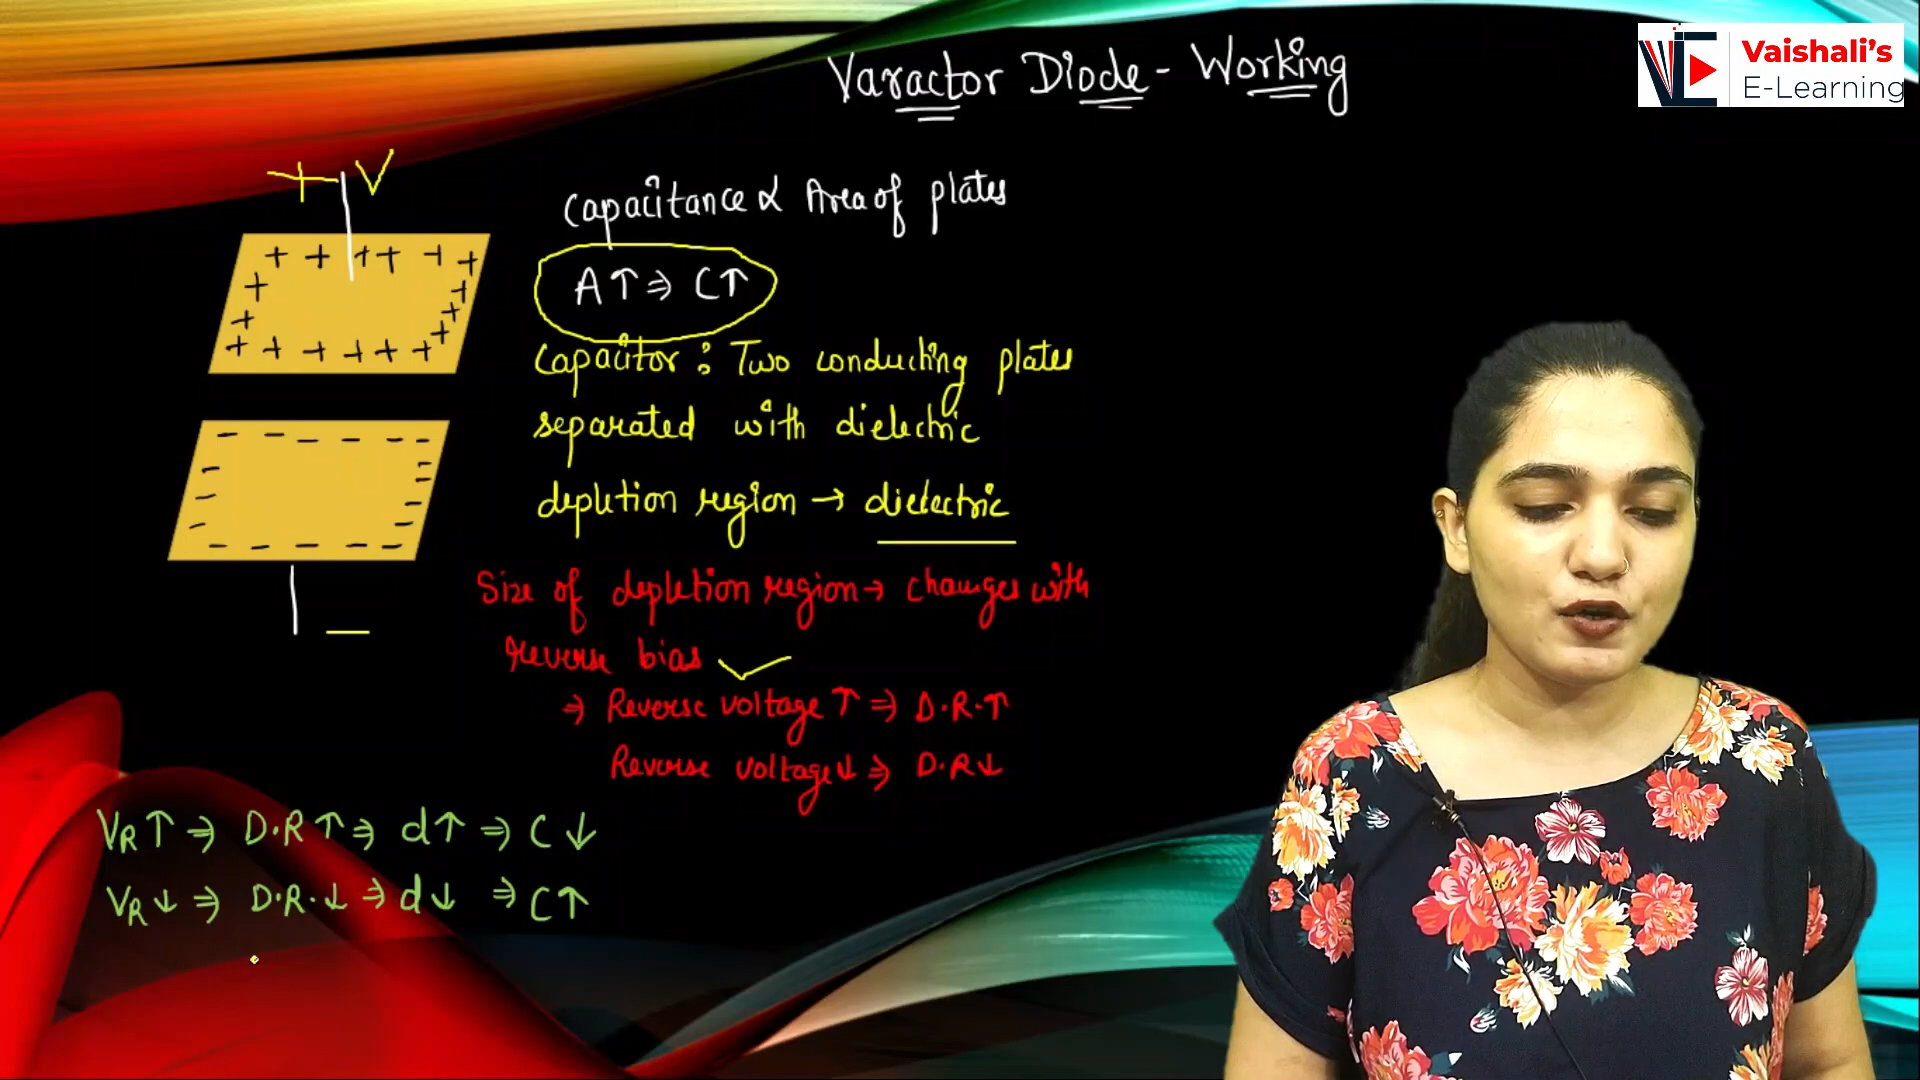 Varactor Diode - Working
VE
Vaishali's
E-Learning
+ V
Capacitance ∝ Area of plates
A↑ ⇒ C↑
Capacitor : Two conducting plates
separated with dielectric
depletion region → dielectric
Size of depletion region → changes with
reverse bias ✓
⇒ Reverse voltage ↑ ⇒ D.R.↑
Reverse voltage↓ ⇒ D.R↓
VR↑ ⇒ D.R↑ ⇒ d↑ ⇒ C↓
VR↓ ⇒ D.R.↓ ⇒ d↓ ⇒ C↑